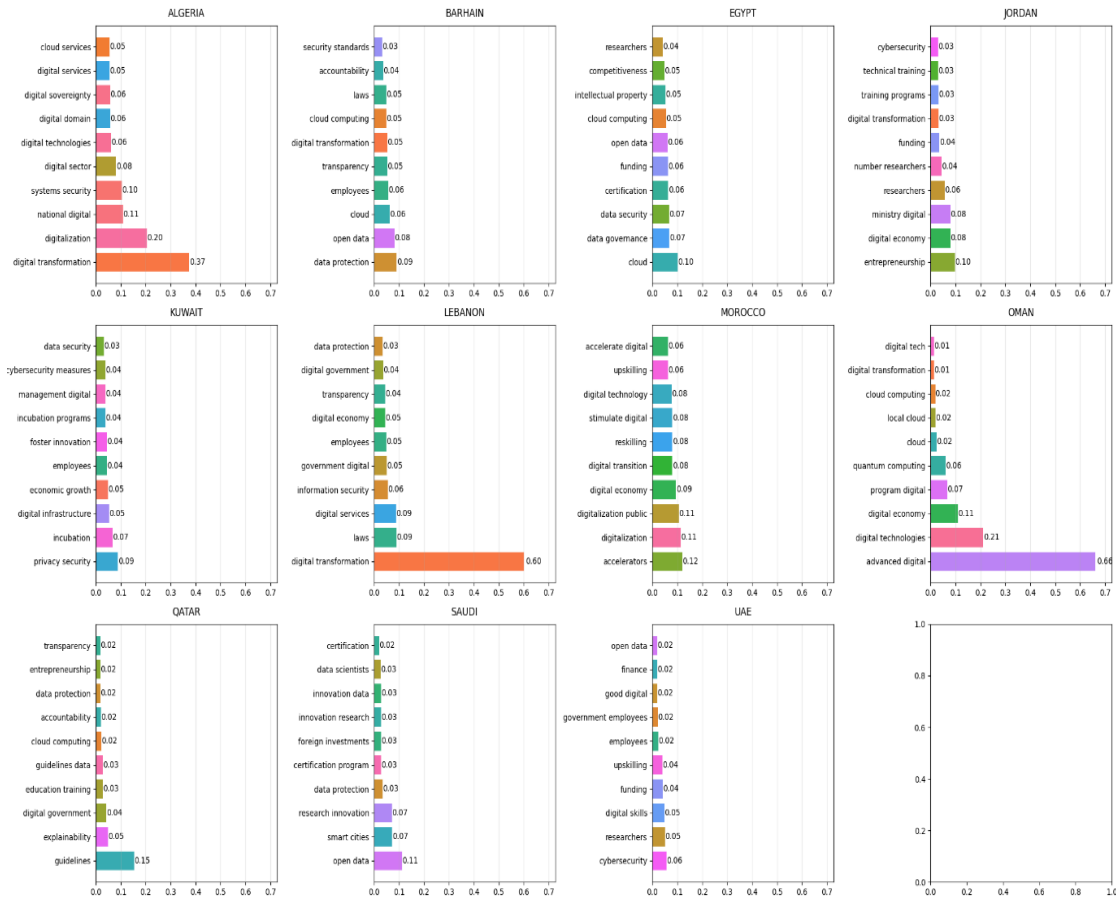 ALGERIA
cloud services 0.05
digital services 0.05
digital sovereignty 0.06
digital domain 0.06
digital technologies 0.06
digital sector 0.08
systems security 0.10
national digital 0.11
digitalization 0.20
digital transformation 0.37
0.0 0.1 0.2 0.3 0.4 0.5 0.6 0.7
BARHAIN
security standards 0.03
accountability 0.04
laws 0.05
cloud computing 0.05
digital transformation 0.05
transparency 0.05
employees 0.06
cloud 0.06
open data 0.08
data protection 0.09
0.0 0.1 0.2 0.3 0.4 0.5 0.6 0.7
EGYPT
researchers 0.04
competitiveness 0.05
intellectual property 0.05
cloud computing 0.05
open data 0.06
funding 0.06
certification 0.06
data security 0.07
data governance 0.07
cloud 0.10
0.0 0.1 0.2 0.3 0.4 0.5 0.6 0.7
JORDAN
cybersecurity 0.03
technical training 0.03
training programs 0.03
digital transformation 0.03
funding 0.04
number researchers 0.04
researchers 0.06
ministry digital 0.08
digital economy 0.08
entrepreneurship 0.10
0.0 0.1 0.2 0.3 0.4 0.5 0.6 0.7
KUWAIT
data security 0.03
cybersecurity measures 0.04
management digital 0.04
incubation programs 0.04
foster innovation 0.04
employees 0.04
economic growth 0.05
digital infrastructure 0.05
incubation 0.07
privacy security 0.09
0.0 0.1 0.2 0.3 0.4 0.5 0.6 0.7
LEBANON
data protection 0.03
digital government 0.04
transparency 0.04
digital economy 0.05
employees 0.05
government digital 0.05
information security 0.06
digital services 0.09
laws 0.09
digital transformation 0.60
0.0 0.1 0.2 0.3 0.4 0.5 0.6 0.7
MOROCCO
accelerate digital 0.06
upskilling 0.06
digital technology 0.08
stimulate digital 0.08
reskilling 0.08
digital transition 0.08
digital economy 0.09
digitalization public 0.11
digitalization 0.11
accelerators 0.12
0.0 0.1 0.2 0.3 0.4 0.5 0.6 0.7
OMAN
digital tech 0.01
digital transformation 0.01
cloud computing 0.02
local cloud 0.02
cloud 0.02
quantum computing 0.06
program digital 0.07
digital economy 0.11
digital technologies 0.21
advanced digital 0.66
0.0 0.1 0.2 0.3 0.4 0.5 0.6 0.7
QATAR
transparency 0.02
entrepreneurship 0.02
data protection 0.02
accountability 0.02
cloud computing 0.02
guidelines data 0.03
education training 0.03
digital government 0.04
explainability 0.05
guidelines 0.15
0.0 0.1 0.2 0.3 0.4 0.5 0.6 0.7
SAUDI
certification 0.02
data scientists 0.03
innovation data 0.03
innovation research 0.03
foreign investments 0.03
certification program 0.03
data protection 0.03
research innovation 0.07
smart cities 0.07
open data 0.11
0.0 0.1 0.2 0.3 0.4 0.5 0.6 0.7
UAE
open data 0.02
finance 0.02
good digital 0.02
government employees 0.02
employees 0.02
upskilling 0.04
funding 0.04
digital skills 0.05
researchers 0.05
cybersecurity 0.06
0.0 0.1 0.2 0.3 0.4 0.5 0.6 0.7
1.0
0.8
0.6
0.4
0.2
0.0
0.0 0.2 0.4 0.6 0.8 1.0